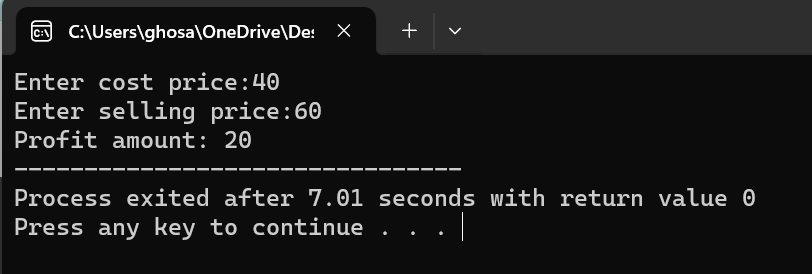 C:\Users\ghosa\OneDrive\Des
Enter cost price:40
Enter selling price:60
Profit amount: 20
--------------------------------
Process exited after 7.01 seconds with return value 0
Press any key to continue . . .